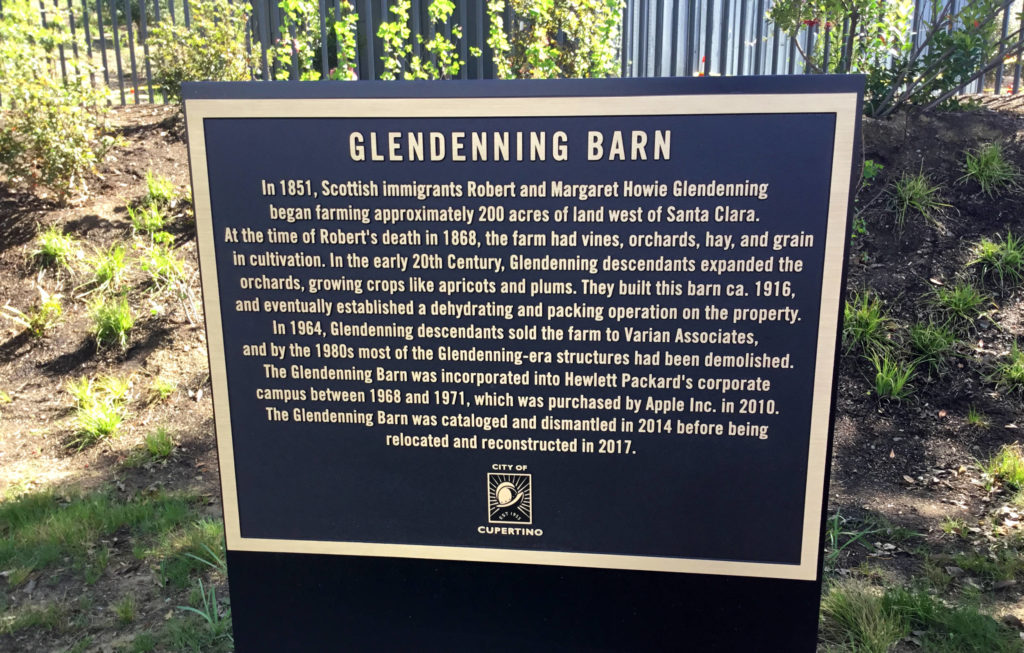 GLENDENNING BARN
In 1851, Scottish immigrants Robert and Margaret Howie Glendenning
began farming approximately 200 acres of land west of Santa Clara.
At the time of Robert's death in 1868, the farm had vines, orchards, hay, and grain
in cultivation. In the early 20th Century, Glendenning descendants expanded the
orchards, growing crops like apricots and plums. They built this barn ca. 1916,
and eventually established a dehydrating and packing operation on the property.
In 1964, Glendenning descendants sold the farm to Varian Associates,
and by the 1980s most of the Glendenning-era structures had been demolished.
The Glendenning Barn was incorporated into Hewlett Packard's corporate
campus between 1968 and 1971, which was purchased by Apple Inc. in 2010.
The Glendenning Barn was cataloged and dismantled in 2014 before being
relocated and reconstructed in 2017.
CITY OF
EST 1955
CUPERTINO